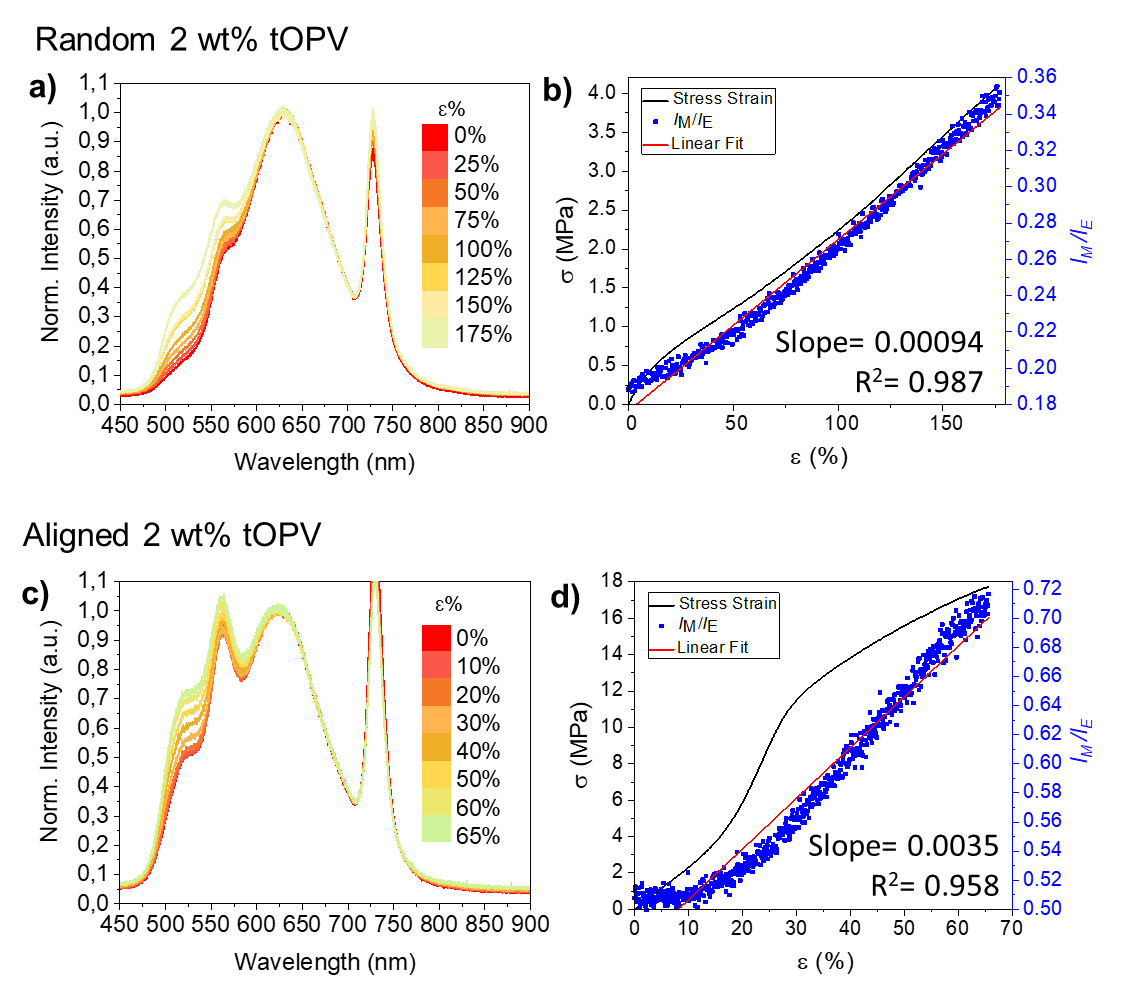 Random 2 wt% tOPV
a)
1,1
1,0
0,9
0,8
0,7
0,6
0,5
0,4
0,3
0,2
0,1
0,0
Norm. Intensity (a.u.)
450 500 550 600 650 700 750 800 850 900
Wavelength (nm)
ε%
0%
25%
50%
75%
100%
125%
150%
175%
b)
4.0
3.5
3.0
2.5
2.0
1.5
1.0
0.5
0.0
σ (MPa)
Stress Strain
IM/IE
Linear Fit
0.36
0.34
0.32
0.30
0.28
0.26
0.24
0.22
0.20
0.18
IM/IE
Slope= 0.00094
R²= 0.987
0 50 100 150
ε (%)
Aligned 2 wt% tOPV
c)
1,1
1,0
0,9
0,8
0,7
0,6
0,5
0,4
0,3
0,2
0,1
0,0
Norm. Intensity (a.u.)
450 500 550 600 650 700 750 800 850 900
Wavelength (nm)
ε%
0%
10%
20%
30%
40%
50%
60%
65%
d)
18
16
14
12
10
8
6
4
2
0
σ (MPa)
Stress Strain
IM/IE
Linear Fit
0.72
0.70
0.68
0.66
0.64
0.62
0.60
0.58
0.56
0.54
0.52
0.50
IM/IE
Slope= 0.0035
R²= 0.958
0 10 20 30 40 50 60 70
ε (%)